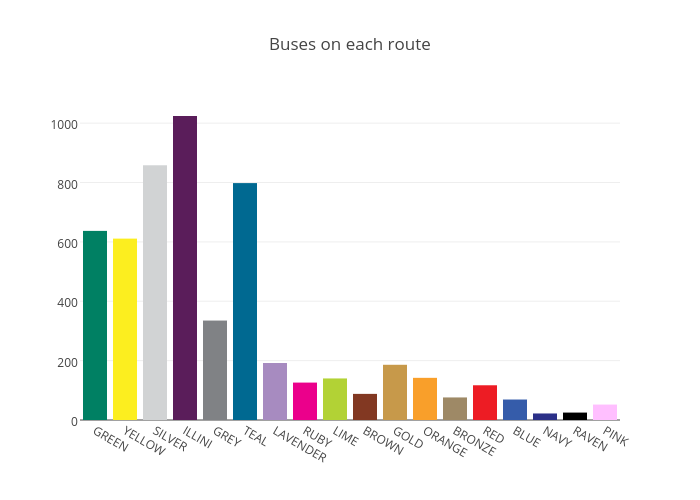 Buses on each route
1000
800
600
400
200
0
GREEN
YELLOW
SILVER
ILLINI
GREY
TEAL
LAVENDER
RUBY
LIME
BROWN
GOLD
ORANGE
BRONZE
RED
BLUE
NAVY
RAVEN
PINK